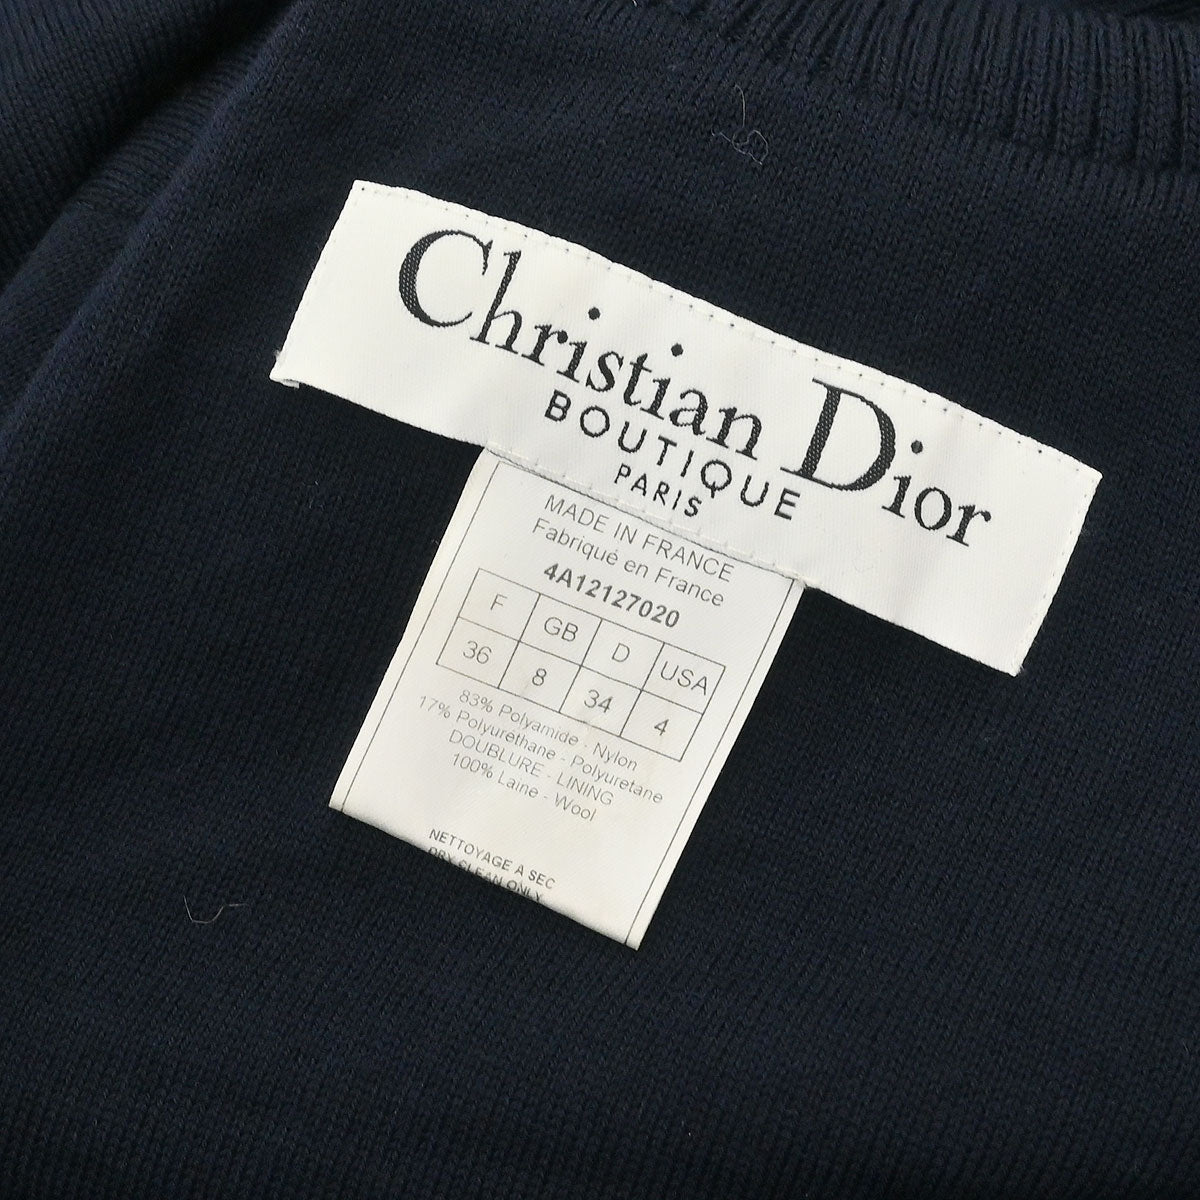 Christian Dior
BOUTIQUE
PARIS
MADE IN FRANCE
Fabriqué en France
4A12127020
F GB D USA
36 8 34 4
83% Polyamide - Nylon
17% Polyuréthane - Polyuretane
DOUBLURE - LINING
100% Laine - Wool
NETTOYAGE A SEC
DRY CLEAN ONLY